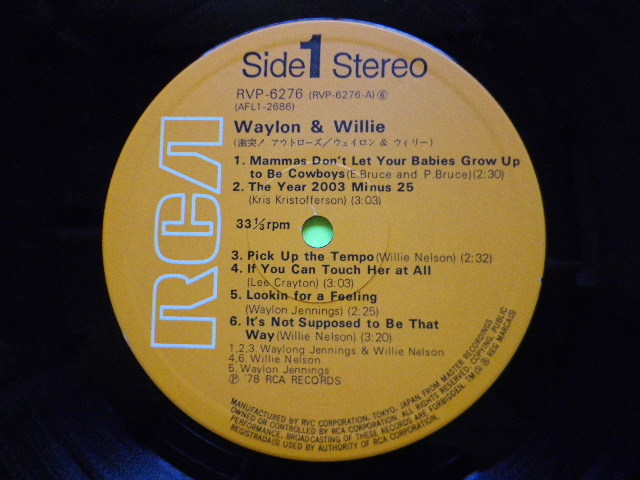 Side 1 Stereo
RVP-6276 (RVP-6276-A) ⑥
(AFL1-2686)
Waylon & Willie
(激突! アウトローズ/ウェイロン & ウィリー)
1. Mammas Don't Let Your Babies Grow Up
to Be Cowboys (E.Bruce and P.Bruce) (2:30)
2. The Year 2003 Minus 25
(Kris Kristofferson) (3:03)
33⅓ rpm
3. Pick Up the Tempo (Willie Nelson) (2:32)
4. If You Can Touch Her at All
(Lee Crayton) (3:03)
5. Lookin for a Feeling
(Waylon Jennings) (2:25)
6. It's Not Supposed to Be That
Way (Willie Nelson) (3:20)
1,2,3, Waylong Jennings & Willie Nelson
4,6. Willie Nelson
5. Waylon Jennings
℗ '78 RCA RECORDS
RCA
MANUFACTURED BY RVC CORPORATION, TOKYO, JAPAN FROM MASTER RECORDINGS
OWNED OR CONTROLLED BY RCA CORPORATION. ALL RIGHTS RESERVED. COPYING, PUBLIC
PERFORMANCE, BROADCASTING OF THESE RECORDS ARE FORBIDDEN. TM(S) ® REG. MARCA(S)
REGISTRADA(S) USED BY AUTHORITY OF RCA CORPORATION.